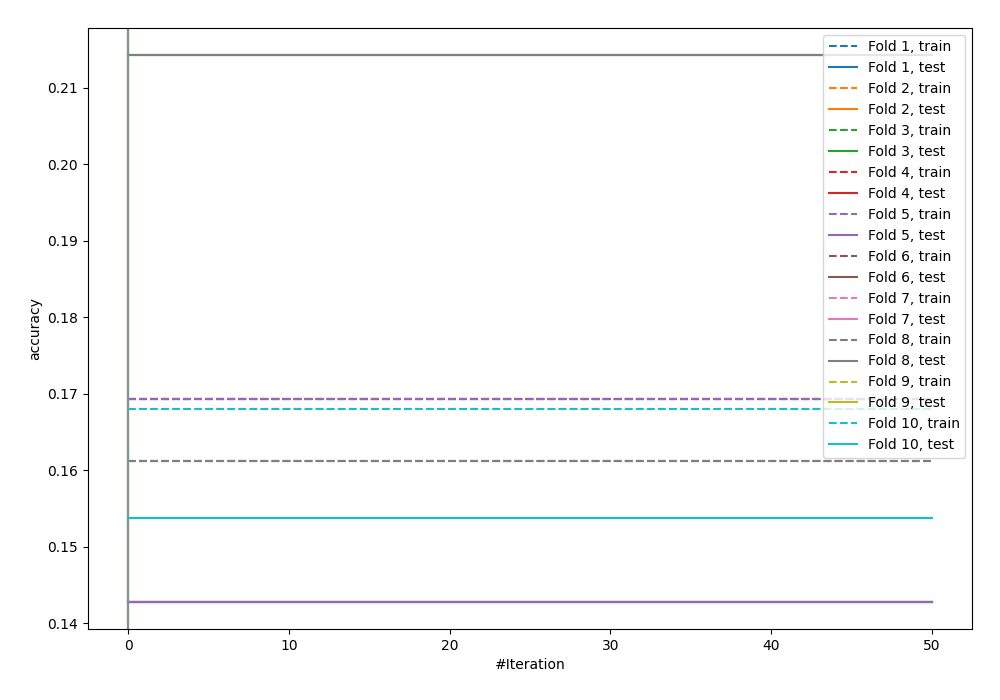 0.21
0.20
0.19
0.18
0.17
0.16
0.15
0.14
accuracy
0 10 20 30 40 50
#Iteration
Fold 1, train
Fold 1, test
Fold 2, train
Fold 2, test
Fold 3, train
Fold 3, test
Fold 4, train
Fold 4, test
Fold 5, train
Fold 5, test
Fold 6, train
Fold 6, test
Fold 7, train
Fold 7, test
Fold 8, train
Fold 8, test
Fold 9, train
Fold 9, test
Fold 10, train
Fold 10, test